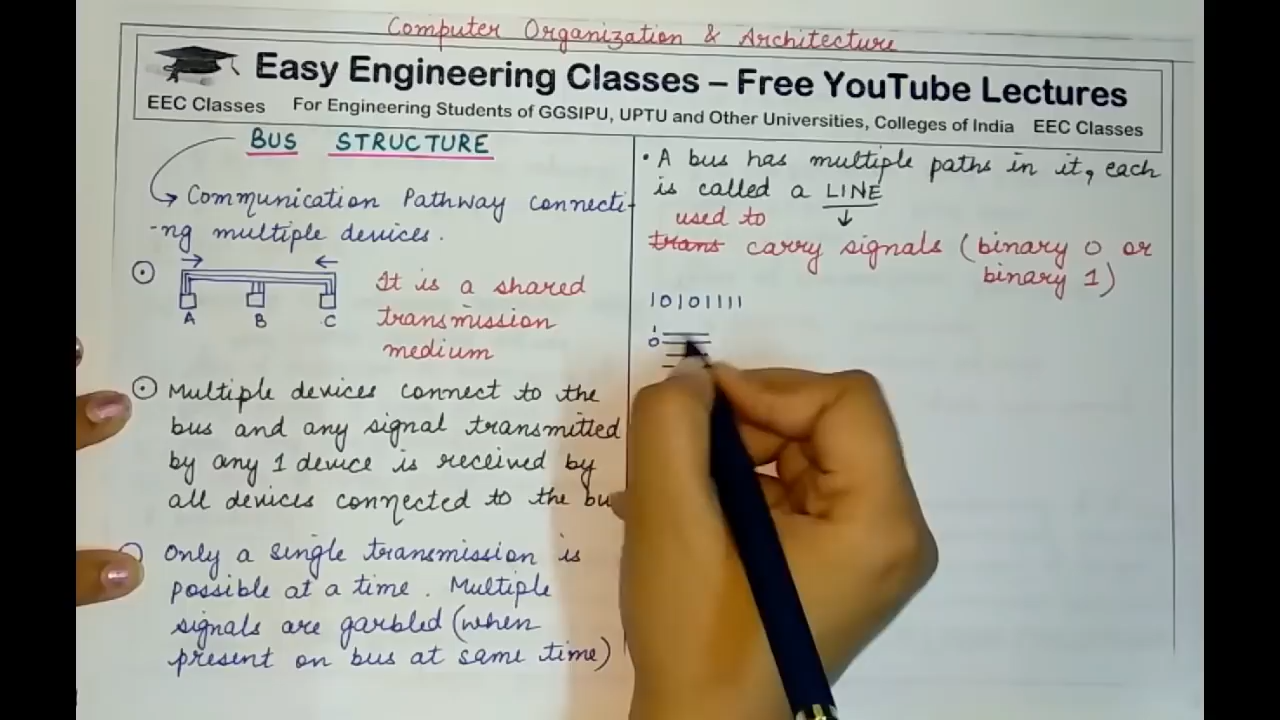 Computer Organization & Architecture
Easy Engineering Classes – Free YouTube Lectures
EEC Classes For Engineering Students of GGSIPU, UPTU and Other Universities, Colleges of India EEC Classes
BUS STRUCTURE
Communication Pathway connecti-
-ng multiple devices.
A B C
It is a shared
transmission
medium
Multiple devices connect to the
bus and any signal transmitted
by any 1 device is received by
all devices connected to the bu
Only a single transmission is
possible at a time. Multiple
signals are garbled (when
present on bus at same time)
• A bus has multiple paths in it, each
is called a LINE
used to
trans carry signals (binary 0 or
binary 1)
10101111
1
0